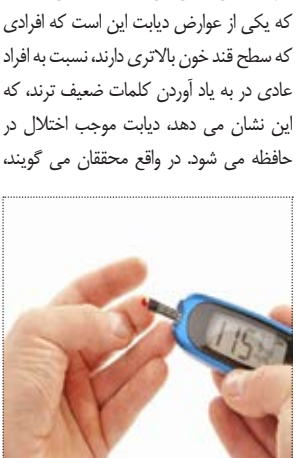 که یکی از عوارض دیابت این است که افرادی
که سطح قند خون بالاتری دارند، نسبت به افراد
عادی در به یاد آوردن کلمات ضعیف ترند، که
این نشان می دهد، دیابت موجب اختلال در
حافظه می شود. در واقع محققان می گویند،
115